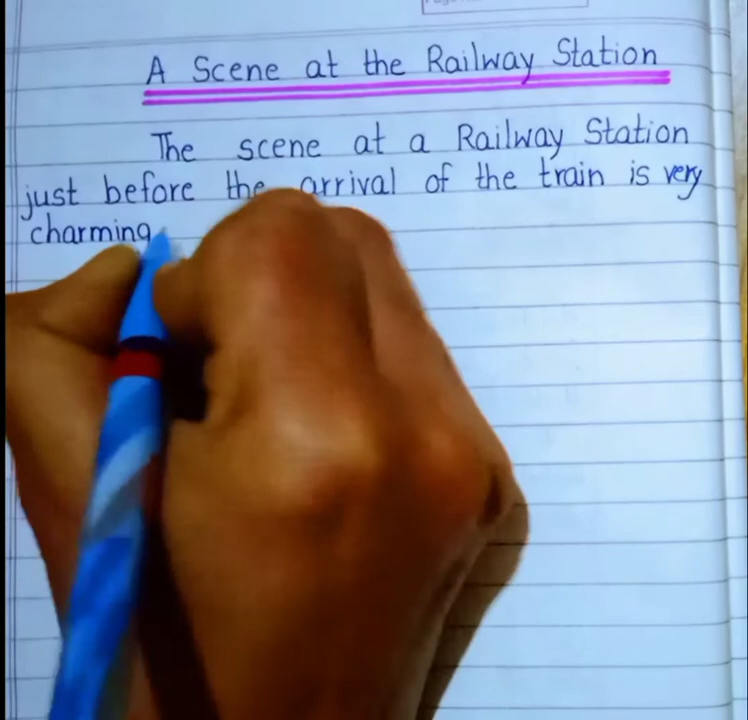 A Scene at the Railway Station
The scene at a Railway Station
just before the arrival of the train is very
charming